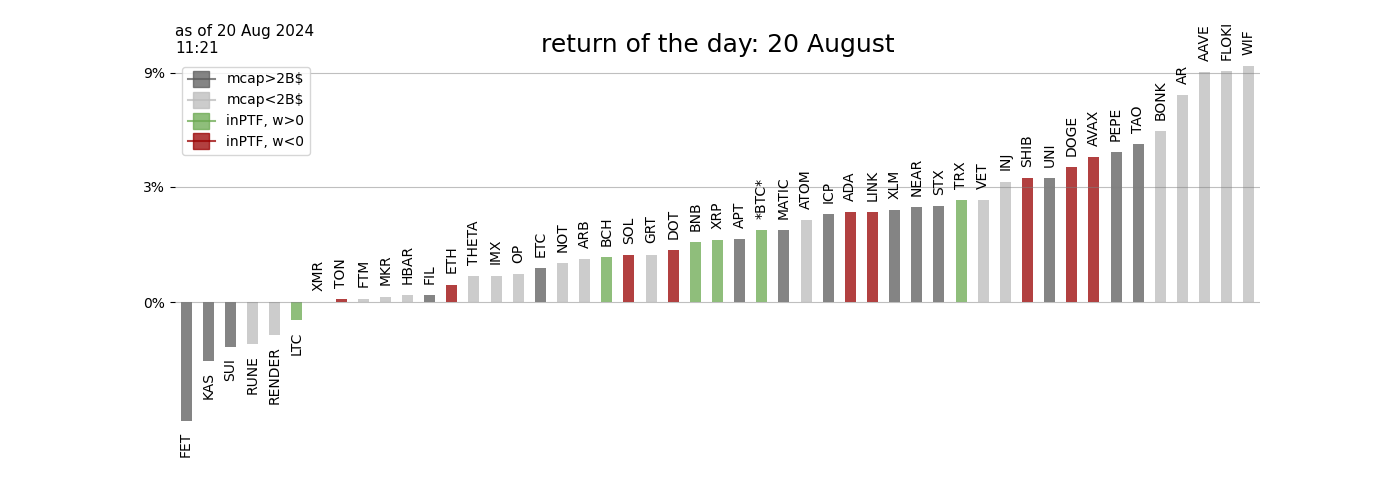 as of 20 Aug 2024
11:21
return of the day: 20 August
9%
3%
0%
mcap>2B$
mcap<2B$
inPTF, w>0
inPTF, w<0
FET
KAS
SUI
RUNE
RENDER
LTC
XMR
TON
FTM
MKR
HBAR
FIL
ETH
THETA
IMX
OP
ETC
NOT
ARB
BCH
SOL
GRT
DOT
BNB
XRP
APT
*BTC*
MATIC
ATOM
ICP
ADA
LINK
XLM
NEAR
STX
TRX
VET
INJ
SHIB
UNI
DOGE
AVAX
PEPE
TAO
BONK
AR
AAVE
FLOKI
WIF